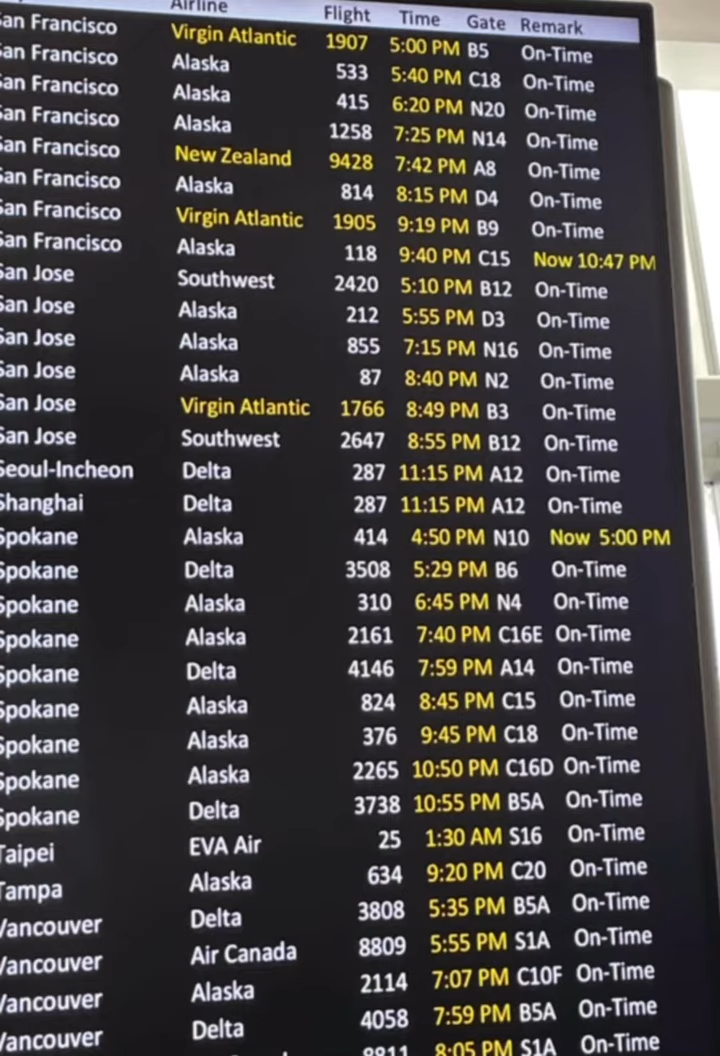 Airline Flight Time Gate Remark
San Francisco Virgin Atlantic 1907 5:00 PM B5 On-Time
San Francisco Alaska 533 5:40 PM C18 On-Time
San Francisco Alaska 415 6:20 PM N20 On-Time
San Francisco Alaska 1258 7:25 PM N14 On-Time
San Francisco New Zealand 9428 7:42 PM A8 On-Time
San Francisco Alaska 814 8:15 PM D4 On-Time
San Francisco Virgin Atlantic 1905 9:19 PM B9 On-Time
San Francisco Alaska 118 9:40 PM C15 Now 10:47 PM
San Jose Southwest 2420 5:10 PM B12 On-Time
San Jose Alaska 212 5:55 PM D3 On-Time
San Jose Alaska 855 7:15 PM N16 On-Time
San Jose Alaska 87 8:40 PM N2 On-Time
San Jose Virgin Atlantic 1766 8:49 PM B3 On-Time
San Jose Southwest 2647 8:55 PM B12 On-Time
Seoul-Incheon Delta 287 11:15 PM A12 On-Time
Shanghai Delta 287 11:15 PM A12 On-Time
Spokane Alaska 414 4:50 PM N10 Now 5:00 PM
Spokane Delta 3508 5:29 PM B6 On-Time
Spokane Alaska 310 6:45 PM N4 On-Time
Spokane Alaska 2161 7:40 PM C16E On-Time
Spokane Delta 4146 7:59 PM A14 On-Time
Spokane Alaska 824 8:45 PM C15 On-Time
Spokane Alaska 376 9:45 PM C18 On-Time
Spokane Alaska 2265 10:50 PM C16D On-Time
Spokane Delta 3738 10:55 PM B5A On-Time
Taipei EVA Air 25 1:30 AM S16 On-Time
Tampa Alaska 634 9:20 PM C20 On-Time
Vancouver Delta 3808 5:35 PM B5A On-Time
Vancouver Air Canada 8809 5:55 PM S1A On-Time
Vancouver Alaska 2114 7:07 PM C10F On-Time
Vancouver Delta 4058 7:59 PM B5A On-Time
8811 8:05 PM S1A On-Time